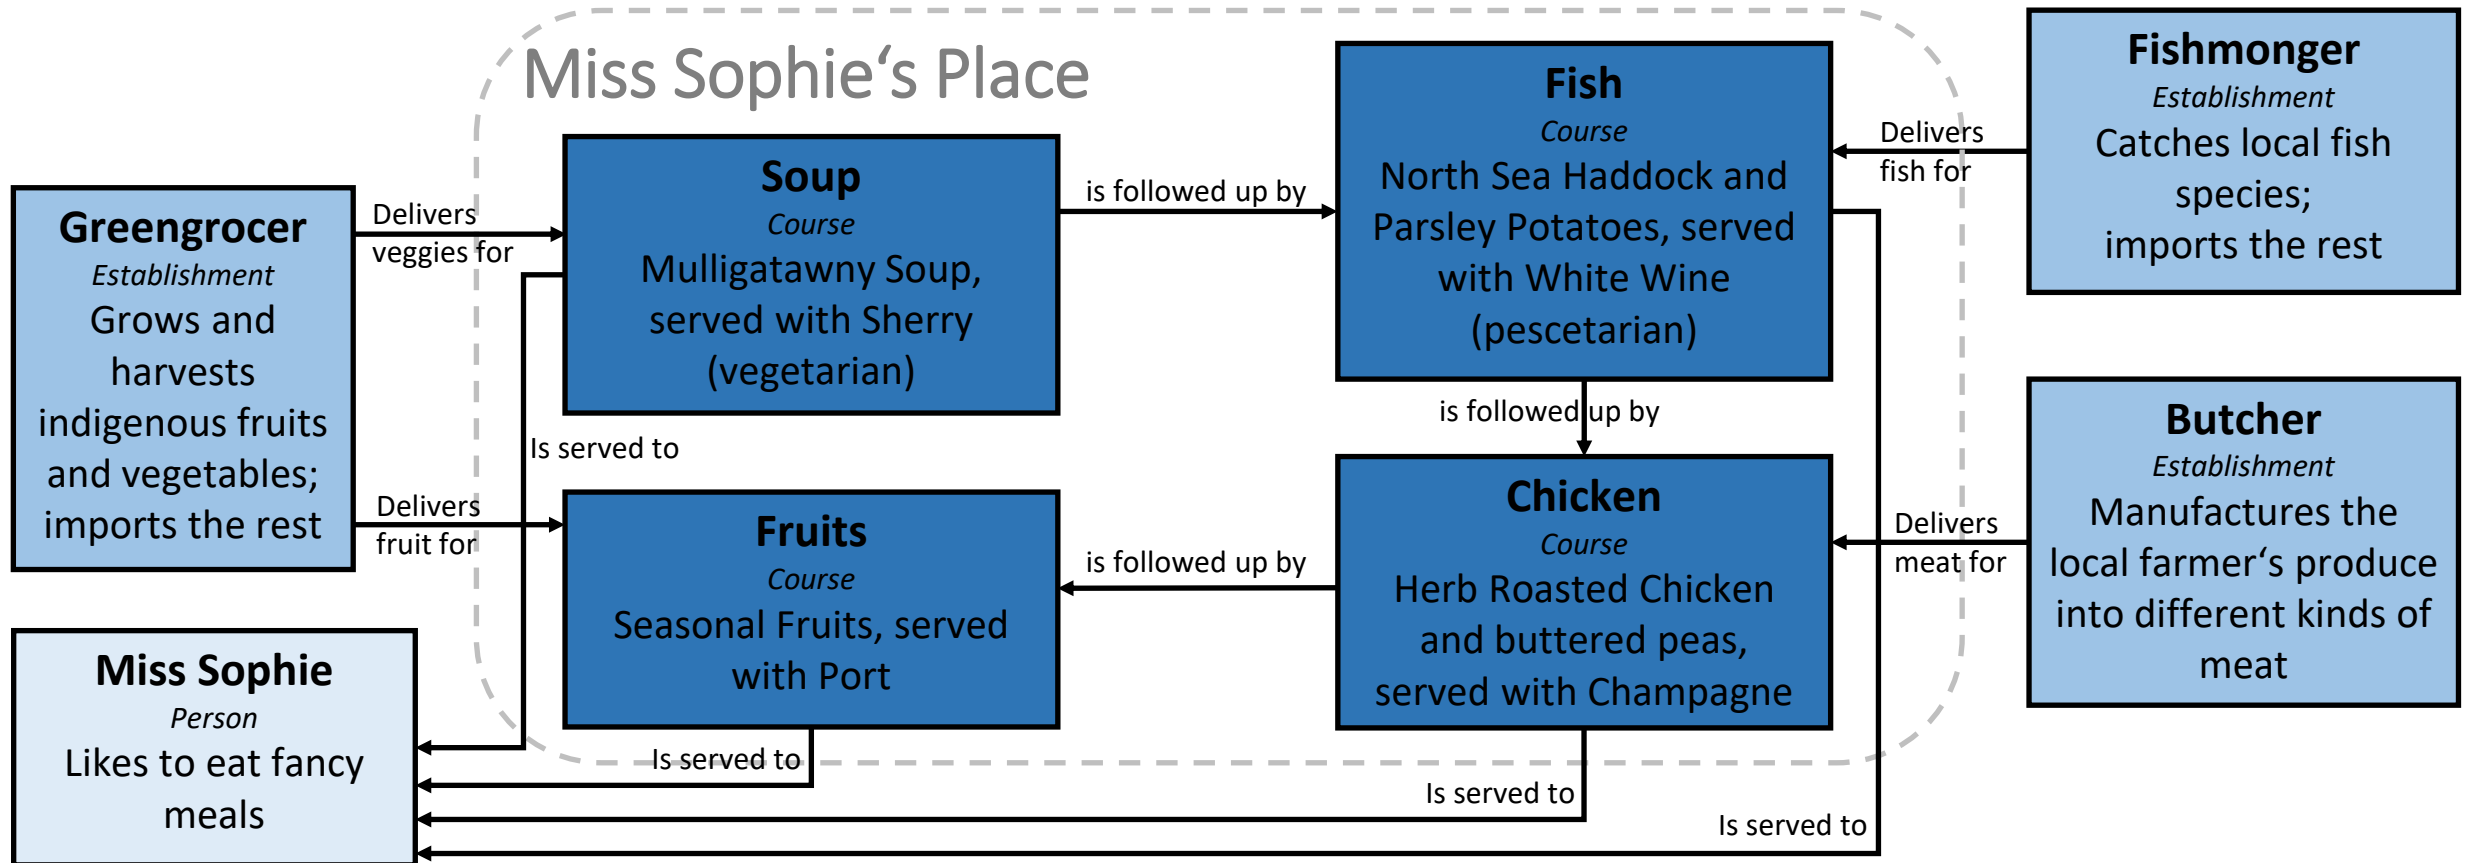 Miss Sophie‘s Place
Greengrocer
Establishment
Grows and
harvests
indigenous fruits
and vegetables;
imports the rest
Delivers
veggies for
Delivers
fruit for
Soup
Course
Mulligatawny Soup,
served with Sherry
(vegetarian)
is followed up by
Fish
Course
North Sea Haddock and
Parsley Potatoes, served
with White Wine
(pescetarian)
Delivers
fish for
Fishmonger
Establishment
Catches local fish
species;
imports the rest
is followed up by
Is served to
Fruits
Course
Seasonal Fruits, served
with Port
is followed up by
Chicken
Course
Herb Roasted Chicken
and buttered peas,
served with Champagne
Delivers
meat for
Butcher
Establishment
Manufactures the
local farmer‘s produce
into different kinds of
meat
Miss Sophie
Person
Likes to eat fancy
meals
Is served to
Is served to
Is served to